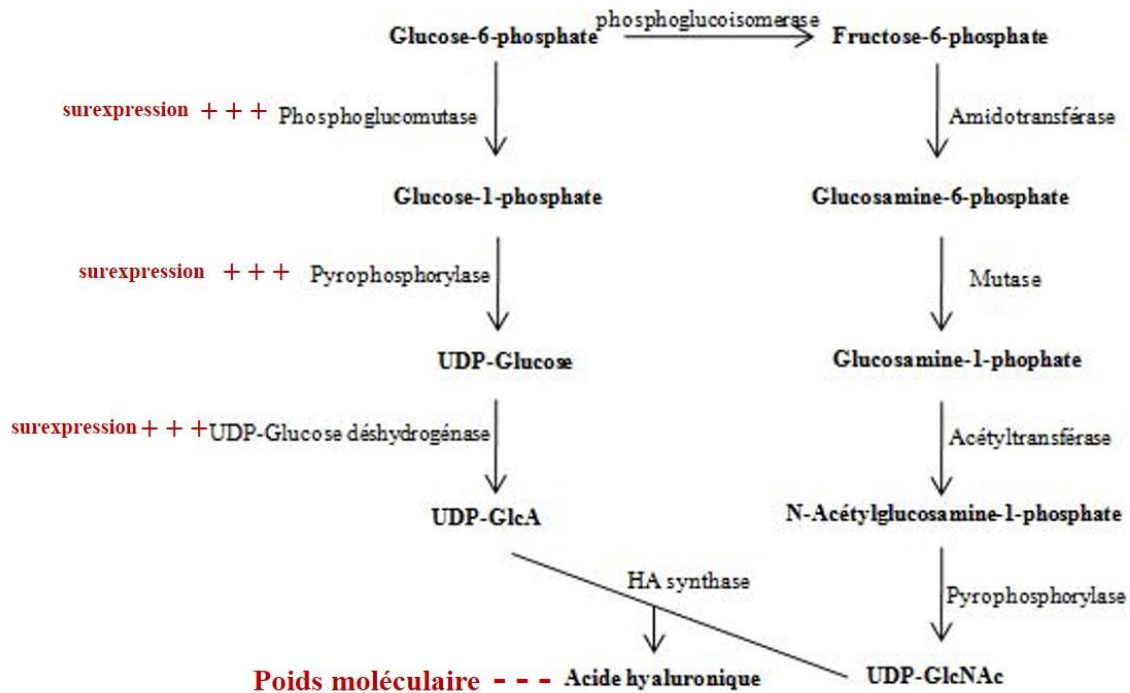 phosphoglucoisomerase
Glucose-6-phosphate
Fructose-6-phosphate
surexpression + + + Phosphoglucomutase
Amidotransférase
Glucose-1-phosphate
Glucosamine-6-phosphate
surexpression + + + Pyrophosphorylase
Mutase
UDP-Glucose
Glucosamine-1-phophate
surexpression + + + UDP-Glucose déshydrogénase
Acétyltransférase
UDP-GlcA
N-Acétylglucosamine-1-phosphate
HA synthase
Pyrophosphorylase
Poids moléculaire - - - Acide hyaluronique
UDP-GlcNAc